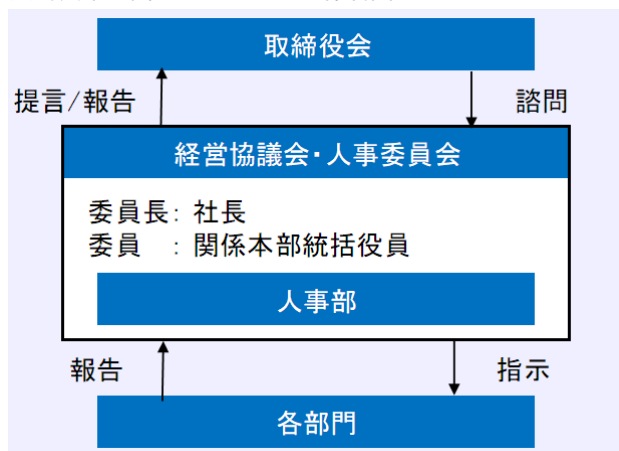 取締役会
提言/報告
諮問
経営協議会・人事委員会
委員長: 社長
委員　: 関係本部統括役員
人事部
報告
指示
各部門